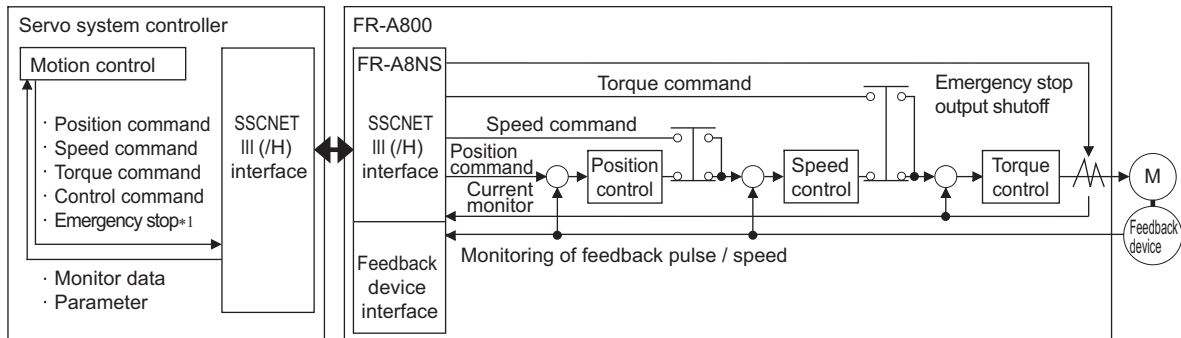 Servo system controller
Motion control
· Position command
· Speed command
· Torque command
· Control command
· Emergency stop*1
· Monitor data
· Parameter
SSCNET
III (/H)
interface
FR-A800
FR-A8NS
SSCNET
III (/H)
interface
Feedback
device
interface
Torque command
Speed command
Position
command
Current
monitor
Position
control
Speed
control
Torque
control
Emergency stop
output shutoff
Monitoring of feedback pulse / speed
M
Feedback
device